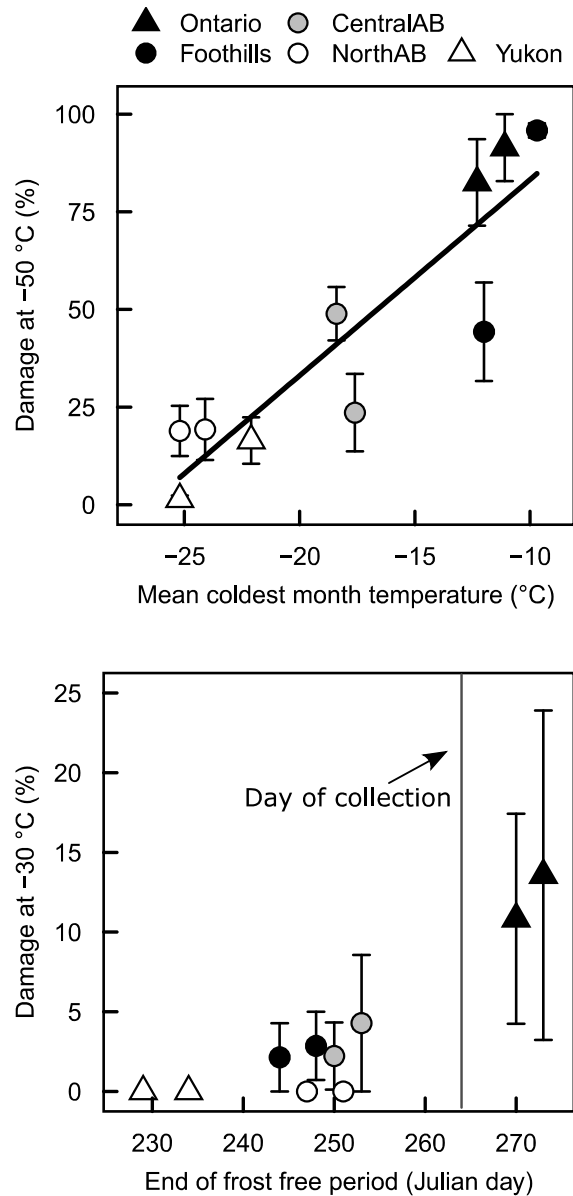 Ontario CentralAB
Foothills NorthAB Yukon
100
75
50
25
0
Damage at −50 °C (%)
−25 −20 −15 −10
Mean coldest month temperature (°C)
25
20
15
10
5
0
Damage at −30 °C (%)
Day of collection
230 240 250 260 270
End of frost free period (Julian day)